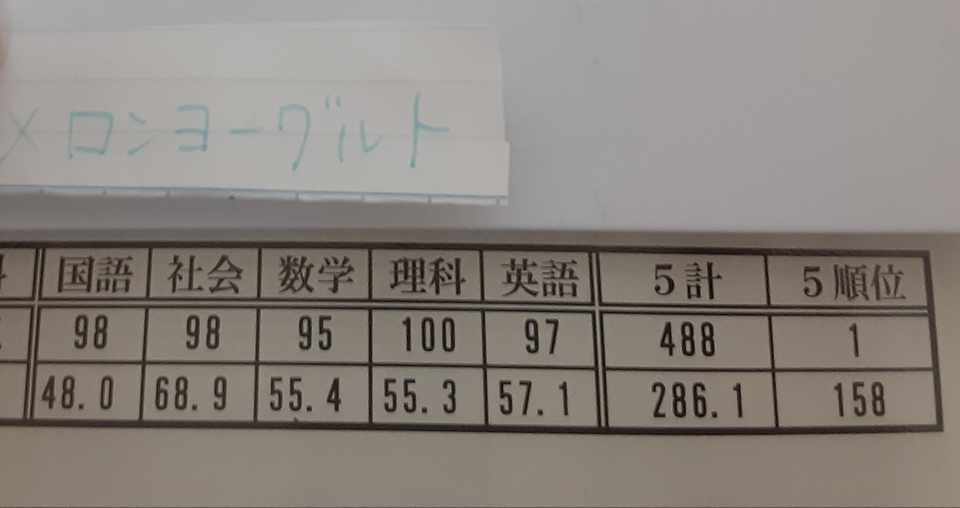 メロンヨーグルト
国語 社会 数学 理科 英語 5計 5順位
98 98 95 100 97 488 1
48.0 68.9 55.4 55.3 57.1 286.1 158